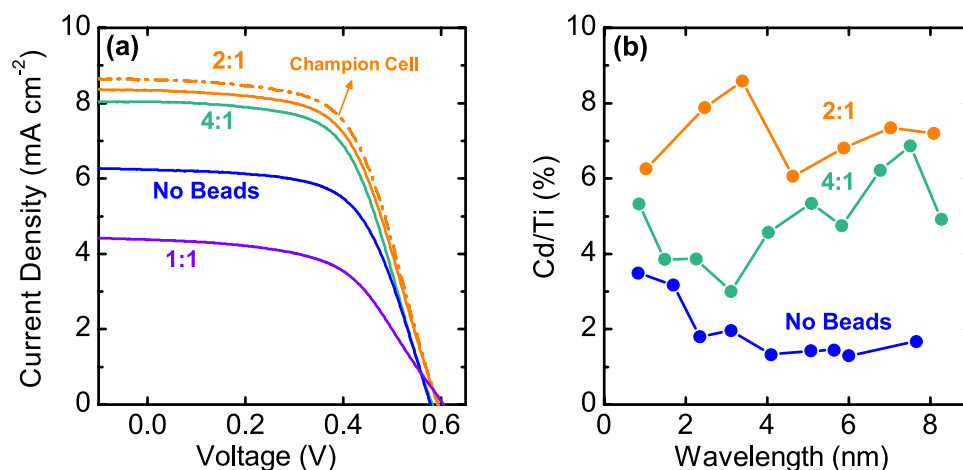 (a)
2:1
Champion Cell
4:1
No Beads
1:1
Current Density (mA cm⁻²)
10
8
6
4
2
0
0.0 0.2 0.4 0.6
Voltage (V)
(b)
2:1
4:1
No Beads
Cd/Ti (%)
10
8
6
4
2
0
0 2 4 6 8
Wavelength (nm)